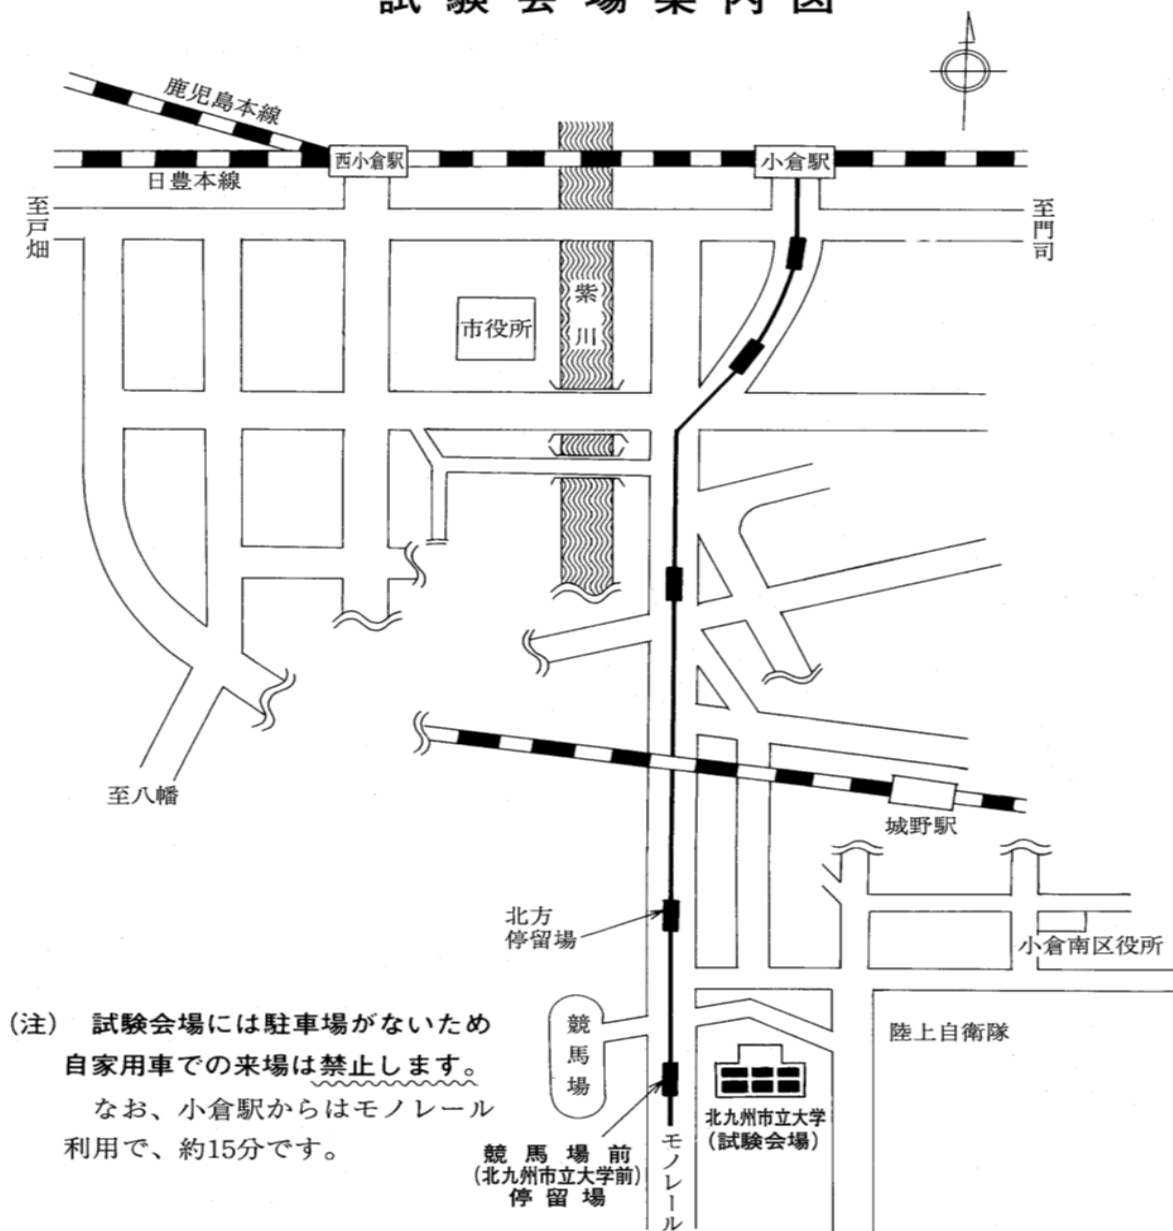 試験会場案内図
鹿児島本線
西小倉駅
小倉駅
日豊本線
至戸畑
至門司
紫川
市役所
至八幡
城野駅
北方
停留場
小倉南区役所
(注) 試験会場には駐車場がないため
自家用車での来場は禁止します。
なお、小倉駅からはモノレール
利用で、約15分です。
競馬場
陸上自衛隊
北九州市立大学
(試験会場)
競馬場前
(北九州市立大学前)
停留場
モノレール